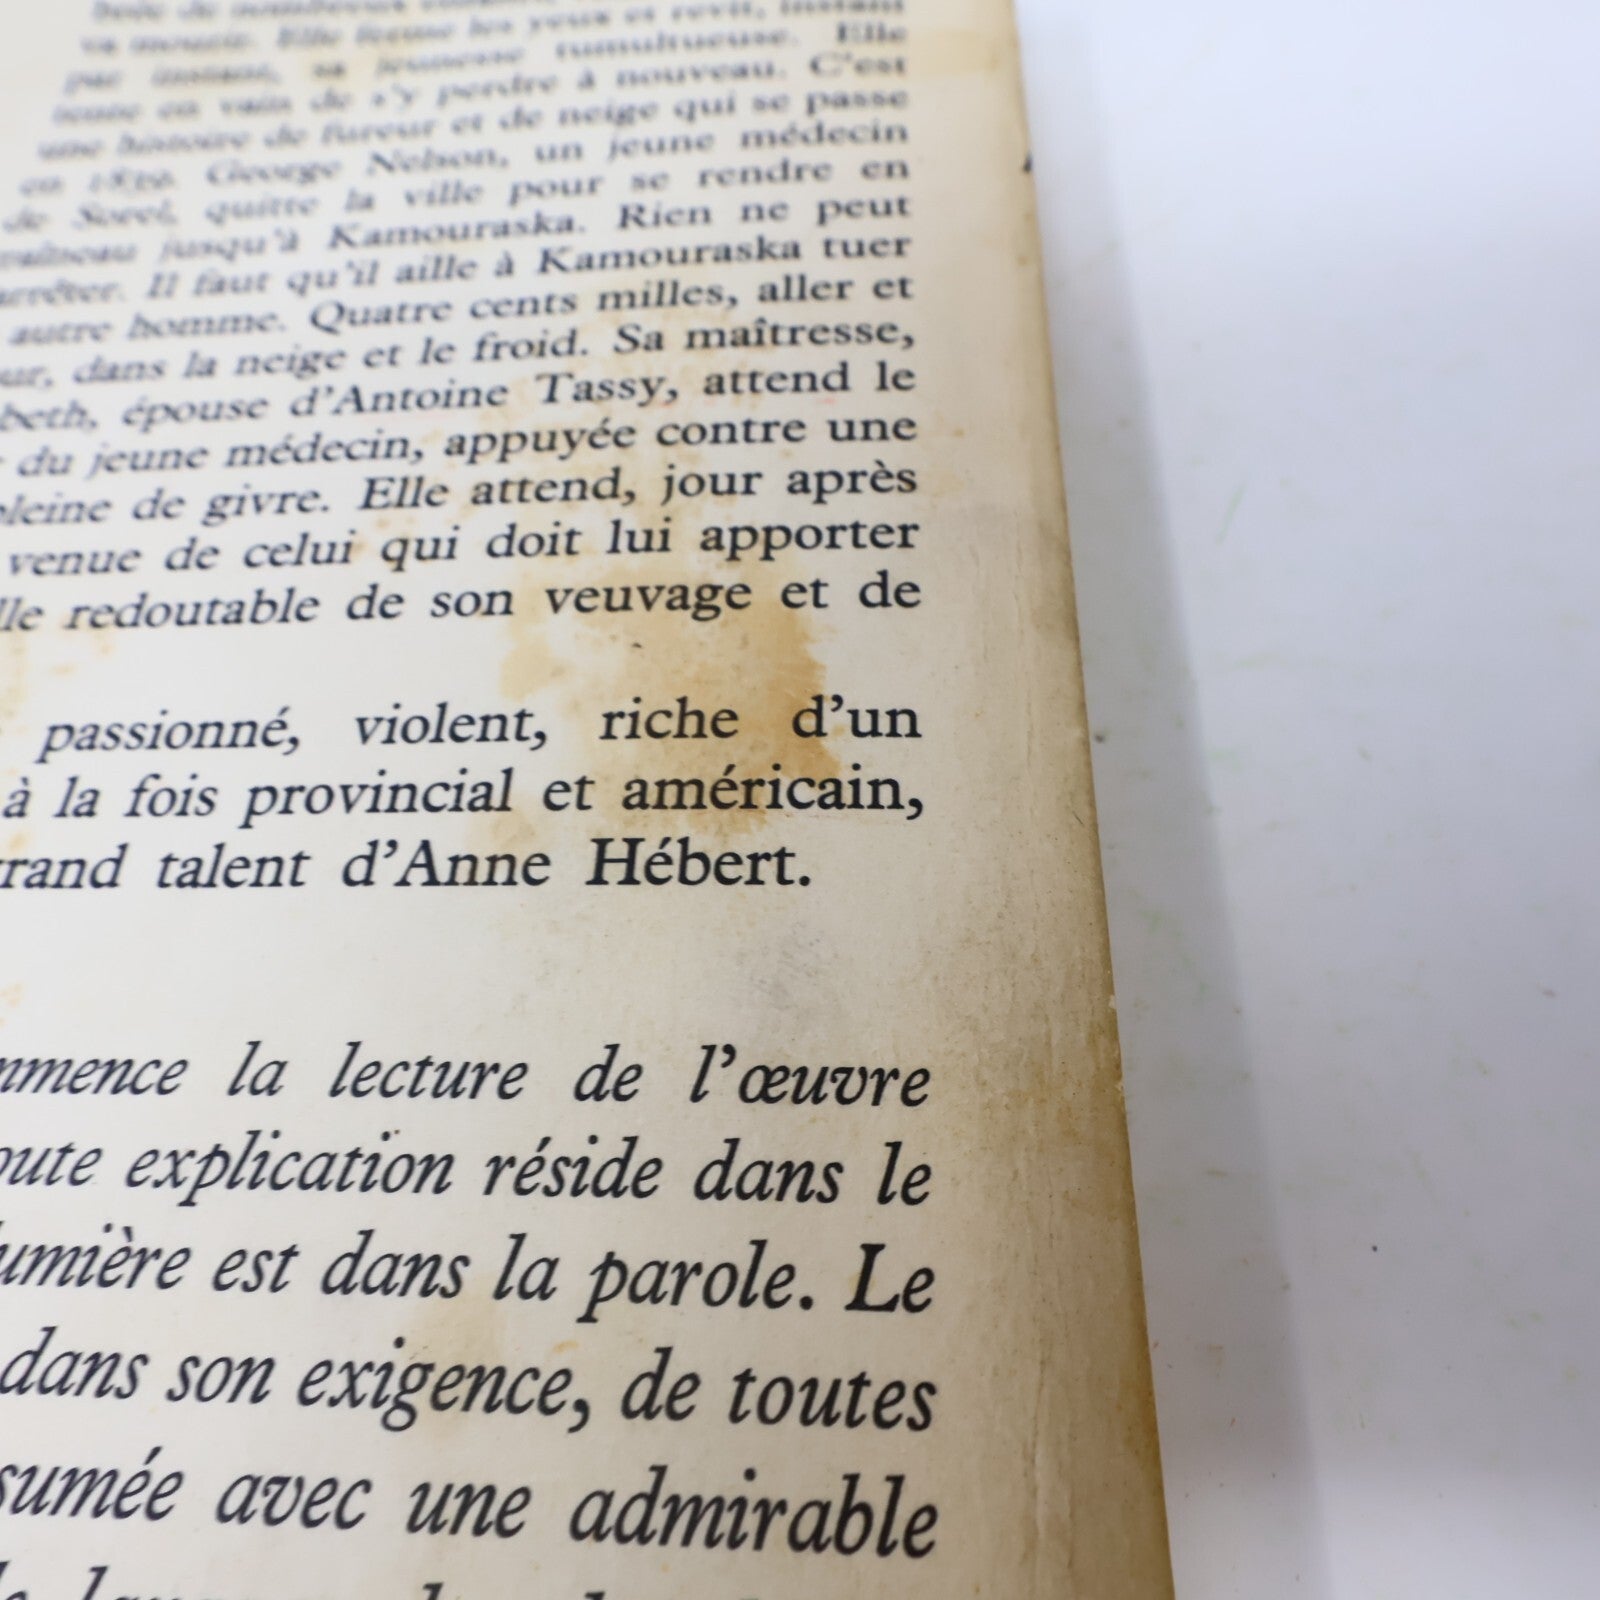 va mourir. Elle ferme les yeux et revit, instant
par instant, sa jeunesse tumultueuse. Elle
tente en vain de s'y perdre à nouveau. C'est
une histoire de fureur et de neige qui se passe
en 1839. George Nelson, un jeune médecin
de Sorel, quitte la ville pour se rendre en
traîneau jusqu'à Kamouraska. Rien ne peut
arrêter. Il faut qu'il aille à Kamouraska tuer
autre homme. Quatre cents milles, aller et
our, dans la neige et le froid. Sa maîtresse,
beth, épouse d'Antoine Tassy, attend le
du jeune médecin, appuyée contre une
pleine de givre. Elle attend, jour après
venue de celui qui doit lui apporter
lle redoutable de son veuvage et de
passionné, violent, riche d'un
à la fois provincial et américain,
grand talent d'Anne Hébert.
mmence la lecture de l'œuvre
oute explication réside dans le
lumière est dans la parole. Le
dans son exigence, de toutes
sumée avec une admirable